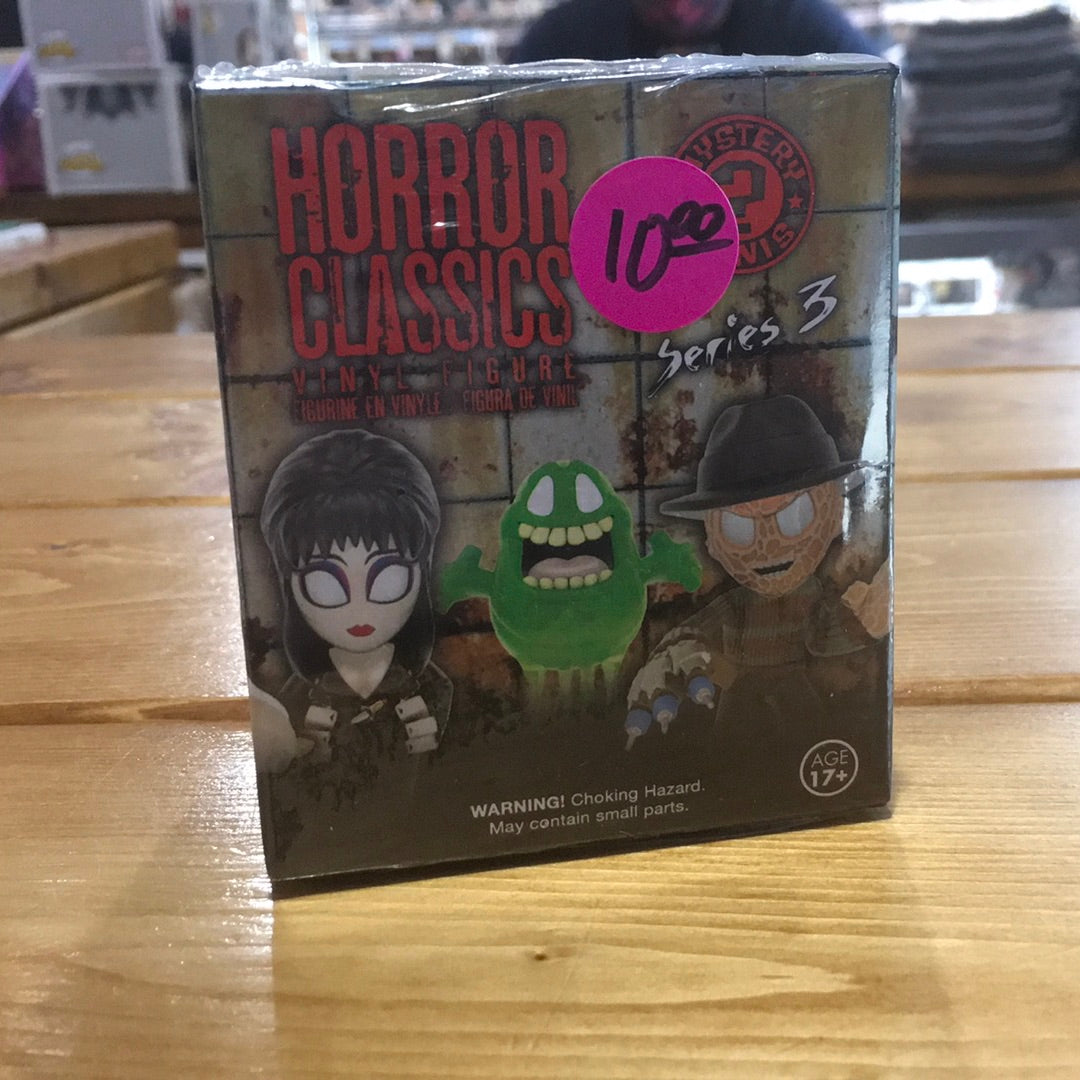 HORROR
CLASSICS
VINYL FIGURE
FIGURINE EN VINYLE FIGURA DE VINIL
MYSTERY
?
10.00
Series 3
WARNING! Choking Hazard.
May contain small parts.
AGE
17+